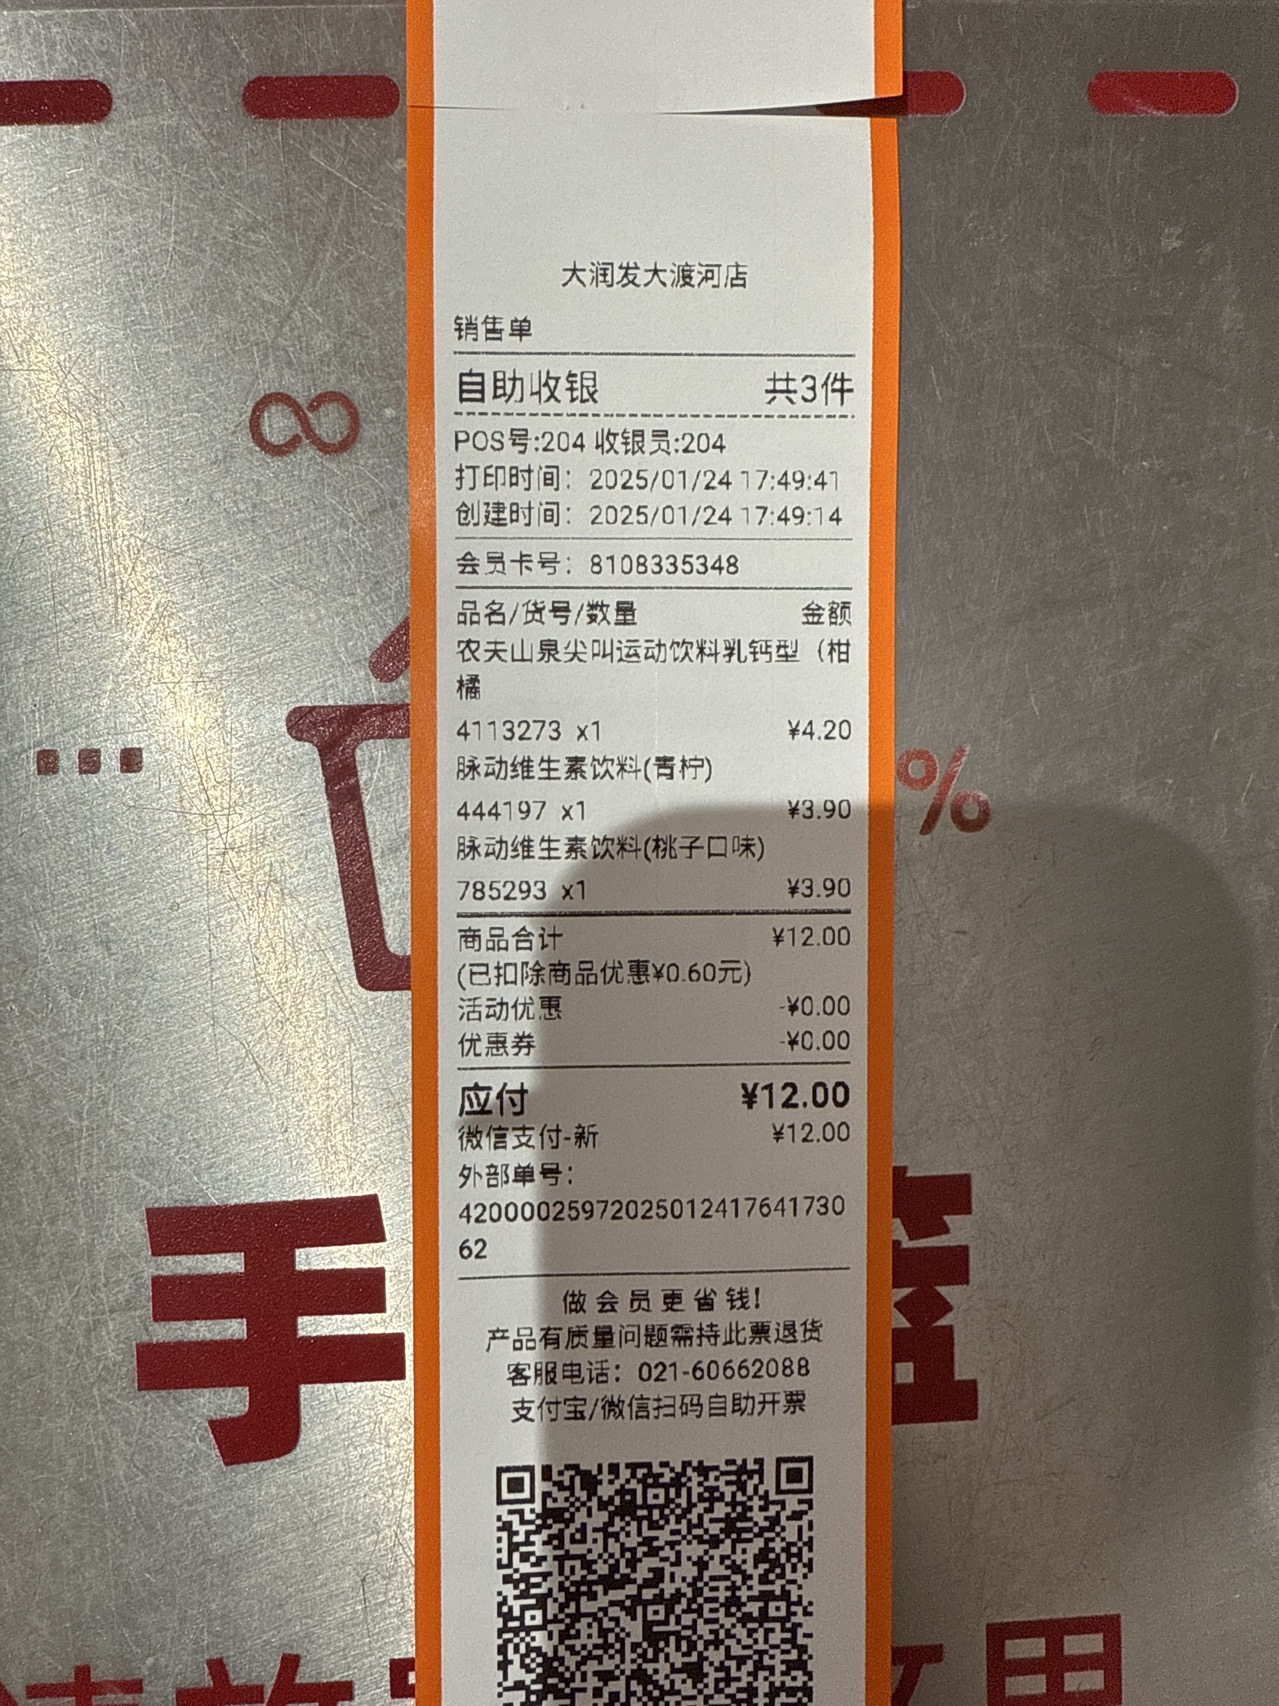 大润发大渡河店
销售单
自助收银 共3件
POS号:204 收银员:204
打印时间：2025/01/24 17:49:41
创建时间：2025/01/24 17:49:14
会员卡号：8108335348
品名/货号/数量 金额
农夫山泉尖叫运动饮料乳钙型（柑
橘
4113273 x1 ¥4.20
脉动维生素饮料(青柠)
444197 x1 ¥3.90
脉动维生素饮料(桃子口味)
785293 x1 ¥3.90
商品合计 ¥12.00
(已扣除商品优惠¥0.60元)
活动优惠 -¥0.00
优惠券 -¥0.00
应付 ¥12.00
微信支付-新 ¥12.00
外部单号：
42000025972025012417641730
62
做会员更省钱!
产品有质量问题需持此票退货
客服电话：021-60662088
支付宝/微信扫码自助开票
%
手 篮